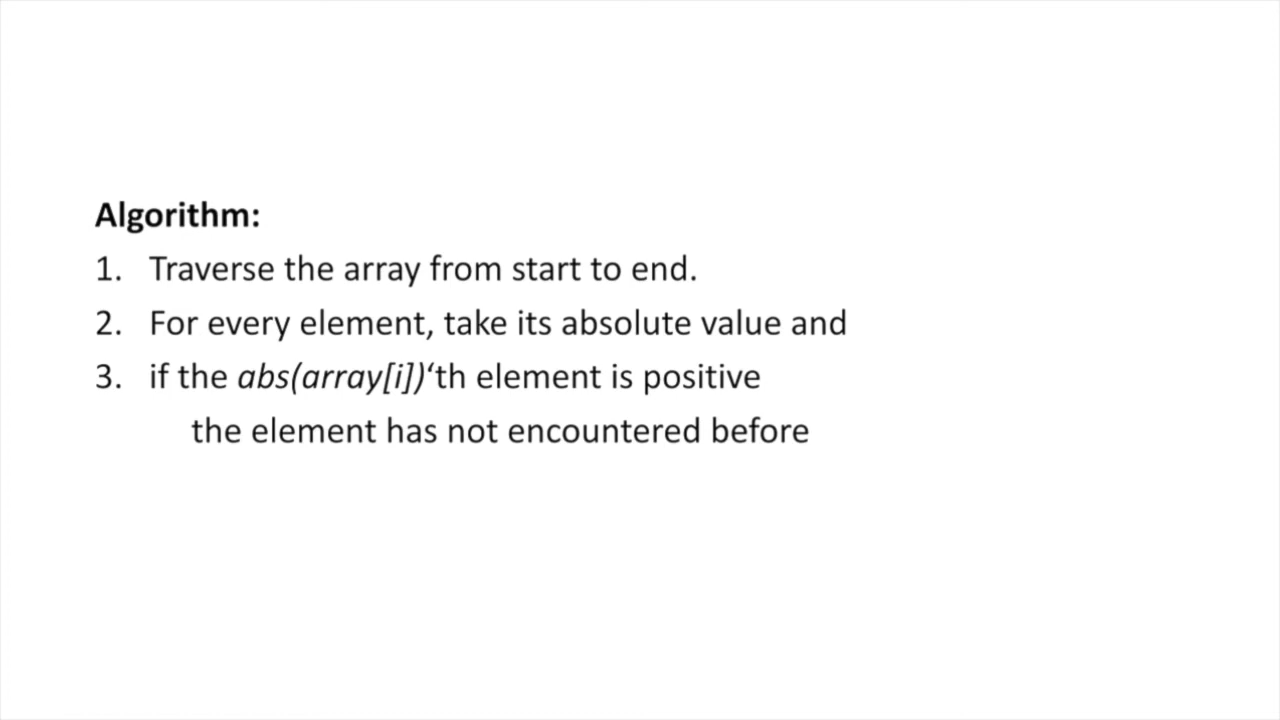 Algorithm:
1. Traverse the array from start to end.
2. For every element, take its absolute value and
3. if the abs(array[i])‘th element is positive
the element has not encountered before